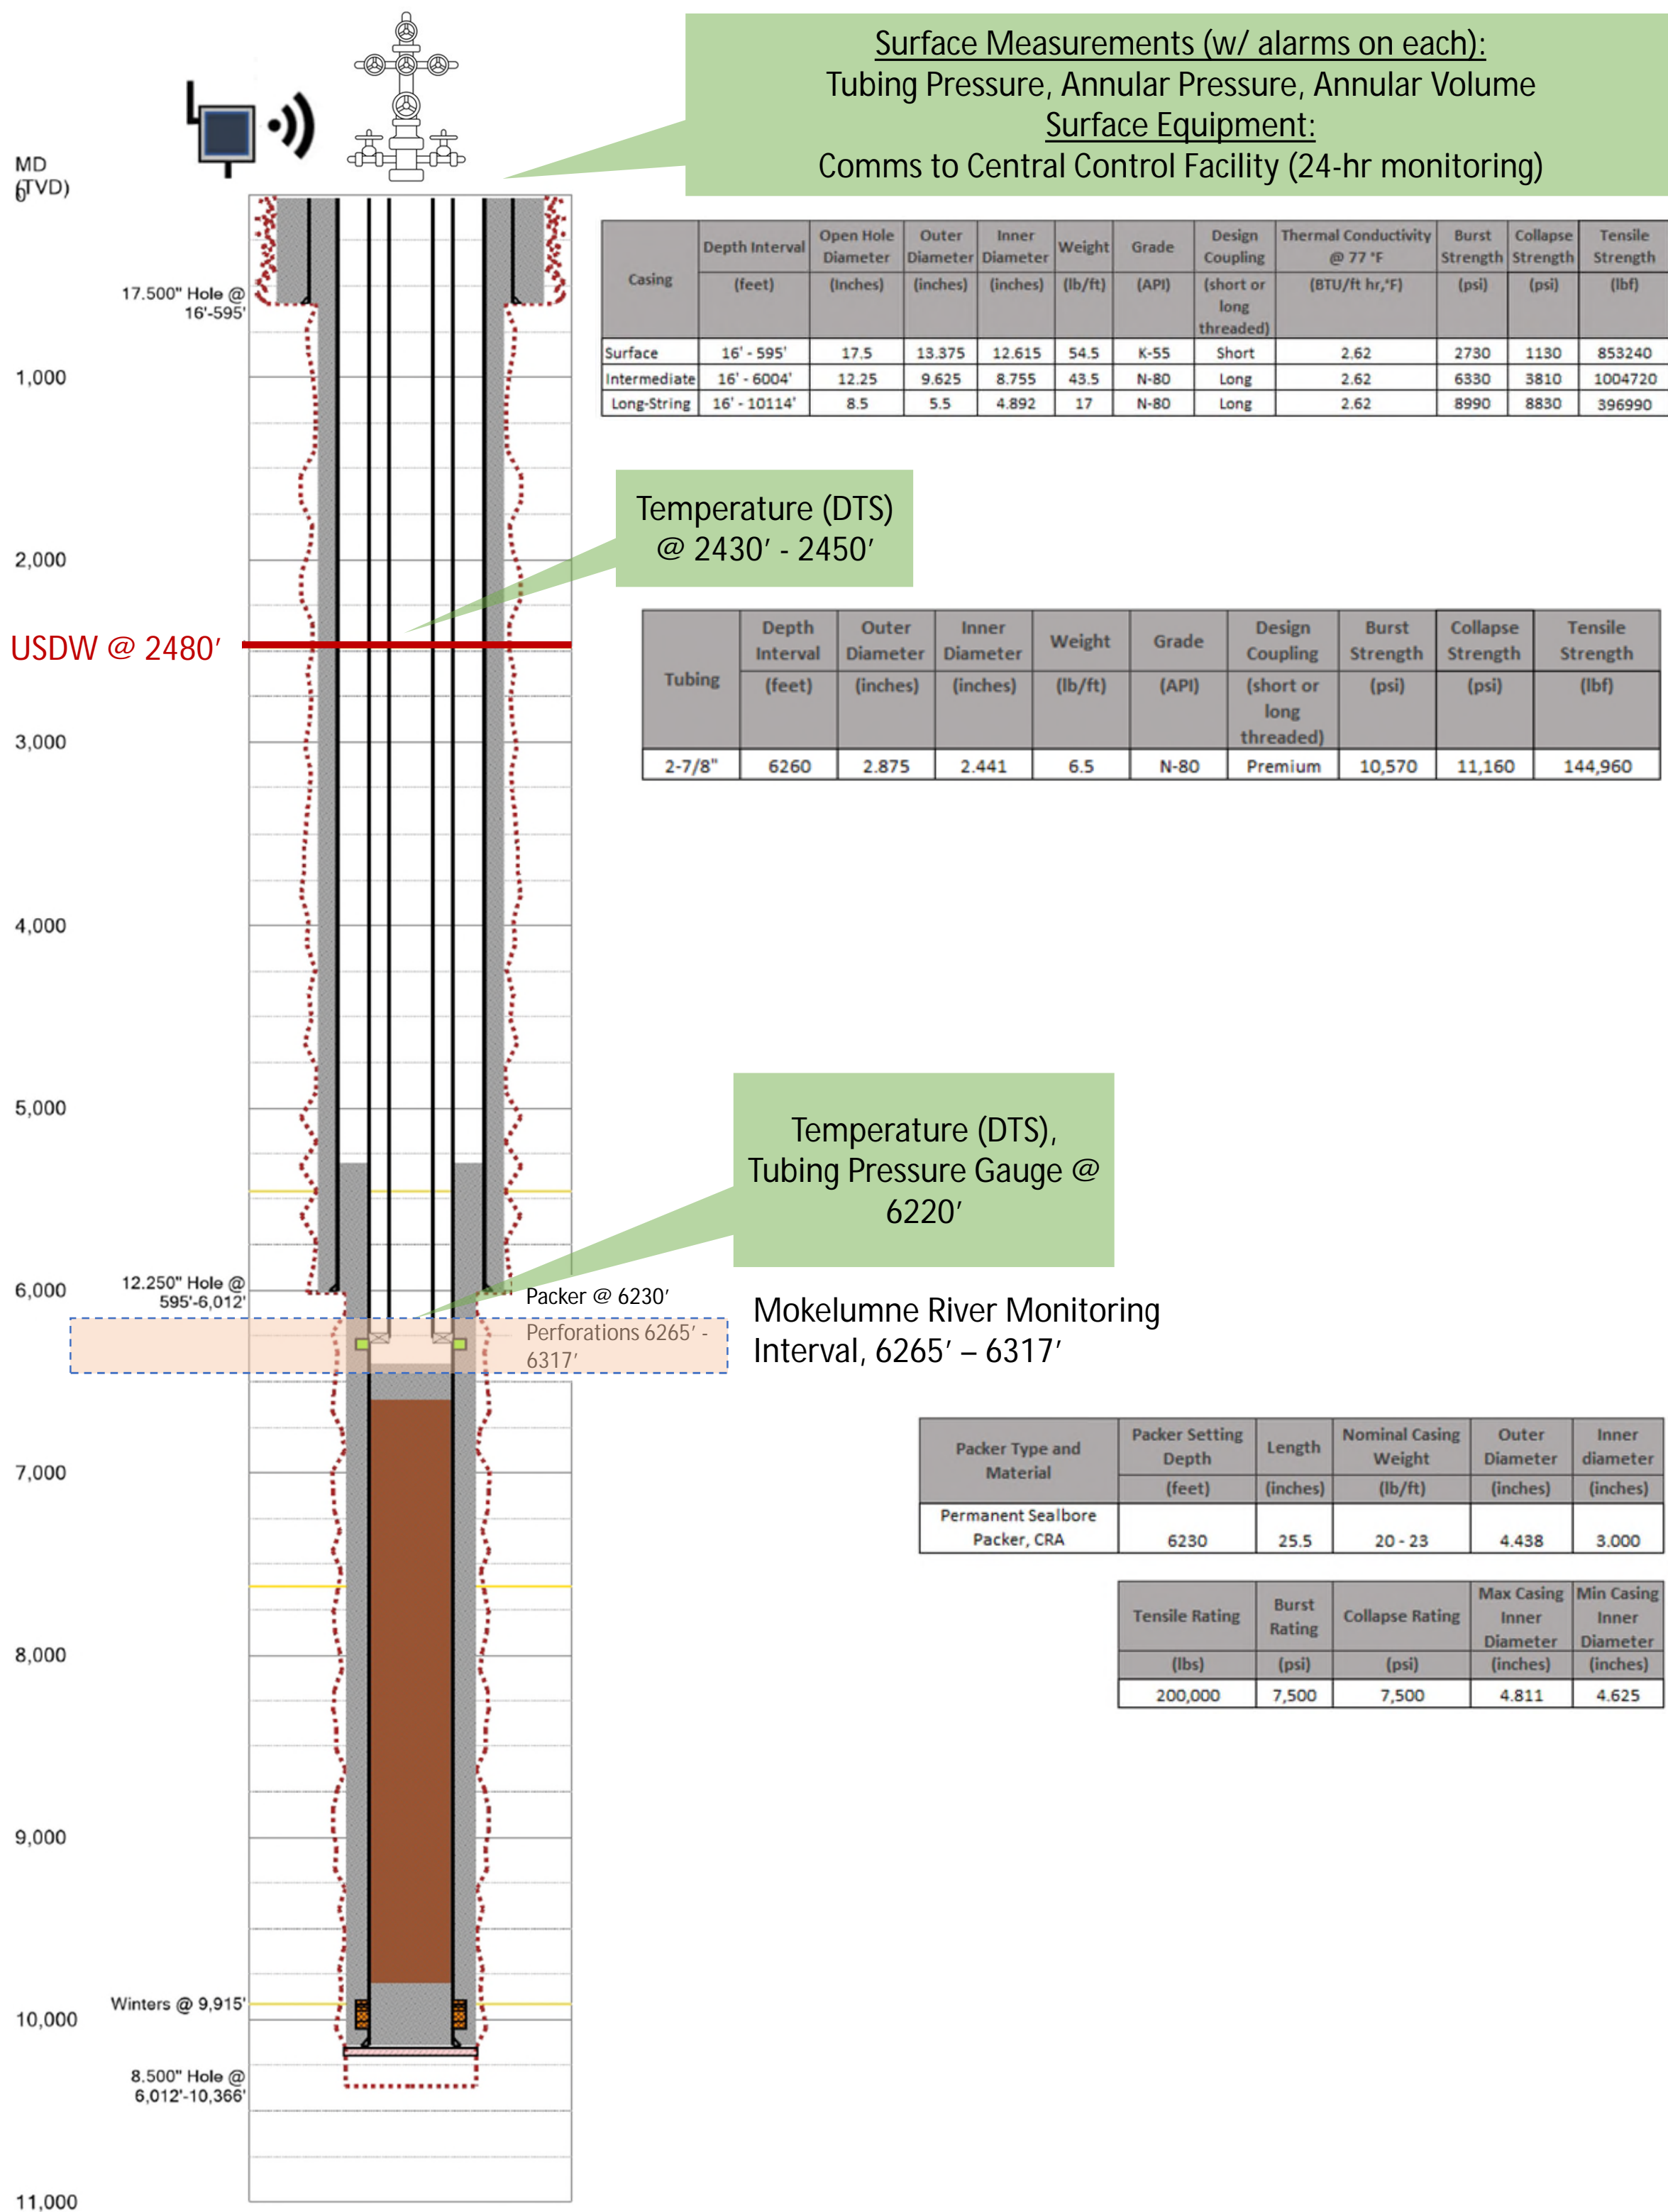 Surface Measurements (w/ alarms on each):
Tubing Pressure, Annular Pressure, Annular Volume
Surface Equipment:
Comms to Central Control Facility (24-hr monitoring)
MD
(TVD)
0
17.500" Hole @
16'-595'
Casing Depth Interval Open Hole Diameter Outer Diameter Inner Diameter Weight Grade Design Coupling Thermal Conductivity @ 77 °F Burst Strength Collapse Strength Tensile Strength
(feet) (Inches) (inches) (inches) (lb/ft) (API) (short or long threaded) (BTU/ft hr,°F) (psi) (psi) (lbf)
Surface 16' - 595' 17.5 13.375 12.615 54.5 K-55 Short 2.62 2730 1130 853240
Intermediate 16' - 6004' 12.25 9.625 8.755 43.5 N-80 Long 2.62 6330 3810 1004720
Long-String 16' - 10114' 8.5 5.5 4.892 17 N-80 Long 2.62 8990 8830 396990
1,000
Temperature (DTS)
@ 2430' - 2450'
2,000
USDW @ 2480'
Tubing Depth Interval Outer Diameter Inner Diameter Weight Grade Design Coupling Burst Strength Collapse Strength Tensile Strength
(feet) (inches) (inches) (lb/ft) (API) (short or long threaded) (psi) (psi) (lbf)
2-7/8" 6260 2.875 2.441 6.5 N-80 Premium 10,570 11,160 144,960
3,000
4,000
5,000
Temperature (DTS),
Tubing Pressure Gauge @
6220'
6,000
12.250" Hole @
595'-6,012'
Packer @ 6230'
Perforations 6265' -
6317'
Mokelumne River Monitoring
Interval, 6265' – 6317'
Packer Type and Material Packer Setting Depth Length Nominal Casing Weight Outer Diameter Inner diameter
(feet) (inches) (lb/ft) (inches) (inches)
Permanent Sealbore Packer, CRA 6230 25.5 20 - 23 4.438 3.000
7,000
Tensile Rating Burst Rating Collapse Rating Max Casing Inner Diameter Min Casing Inner Diameter
(lbs) (psi) (psi) (inches) (inches)
200,000 7,500 7,500 4.811 4.625
8,000
9,000
Winters @ 9,915'
10,000
8.500" Hole @
6,012'-10,366'
11,000